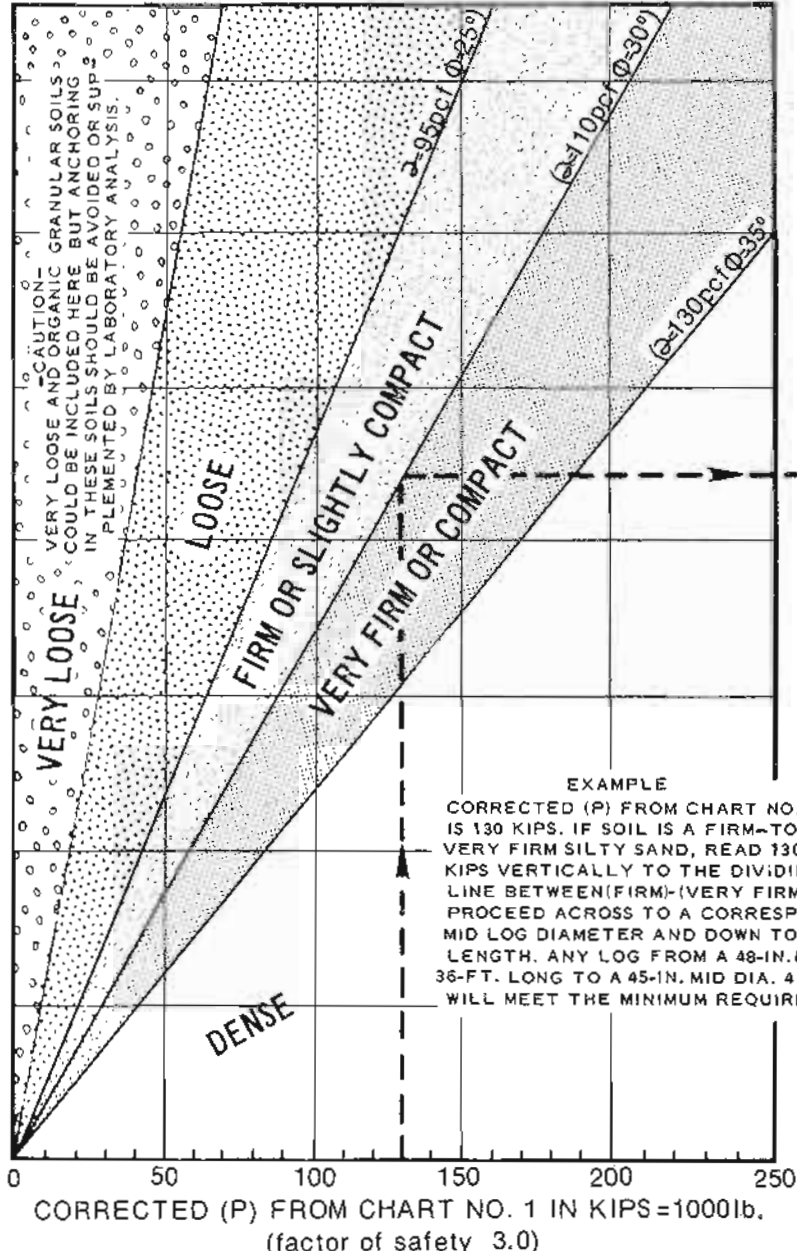 -CAUTION-
VERY LOOSE AND ORGANIC GRANULAR SOILS
COULD BE INCLUDED HERE BUT ANCHORING
IN THESE SOILS SHOULD BE AVOIDED OR SUP-
PLEMENTED BY LABORATORY ANALYSIS.
VERY LOOSE
LOOSE
FIRM OR SLIGHTLY COMPACT
VERY FIRM OR COMPACT
DENSE
∂=95pcf Φ-25°)
(∂=110pcf Φ-30°)
(∂=130pcf Φ-35°
EXAMPLE
CORRECTED (P) FROM CHART NO.
IS 130 KIPS. IF SOIL IS A FIRM-TO
VERY FIRM SILTY SAND, READ 130
KIPS VERTICALLY TO THE DIVIDI
LINE BETWEEN(FIRM)-(VERY FIRM
PROCEED ACROSS TO A CORRESP
MID LOG DIAMETER AND DOWN TO
LENGTH. ANY LOG FROM A 48-IN.
36-FT. LONG TO A 45-IN. MID DIA. 4
WILL MEET THE MINIMUM REQUIR
0 50 100 150 200 250
CORRECTED (P) FROM CHART NO. 1 IN KIPS=1000lb.
(factor of safety 3.0)